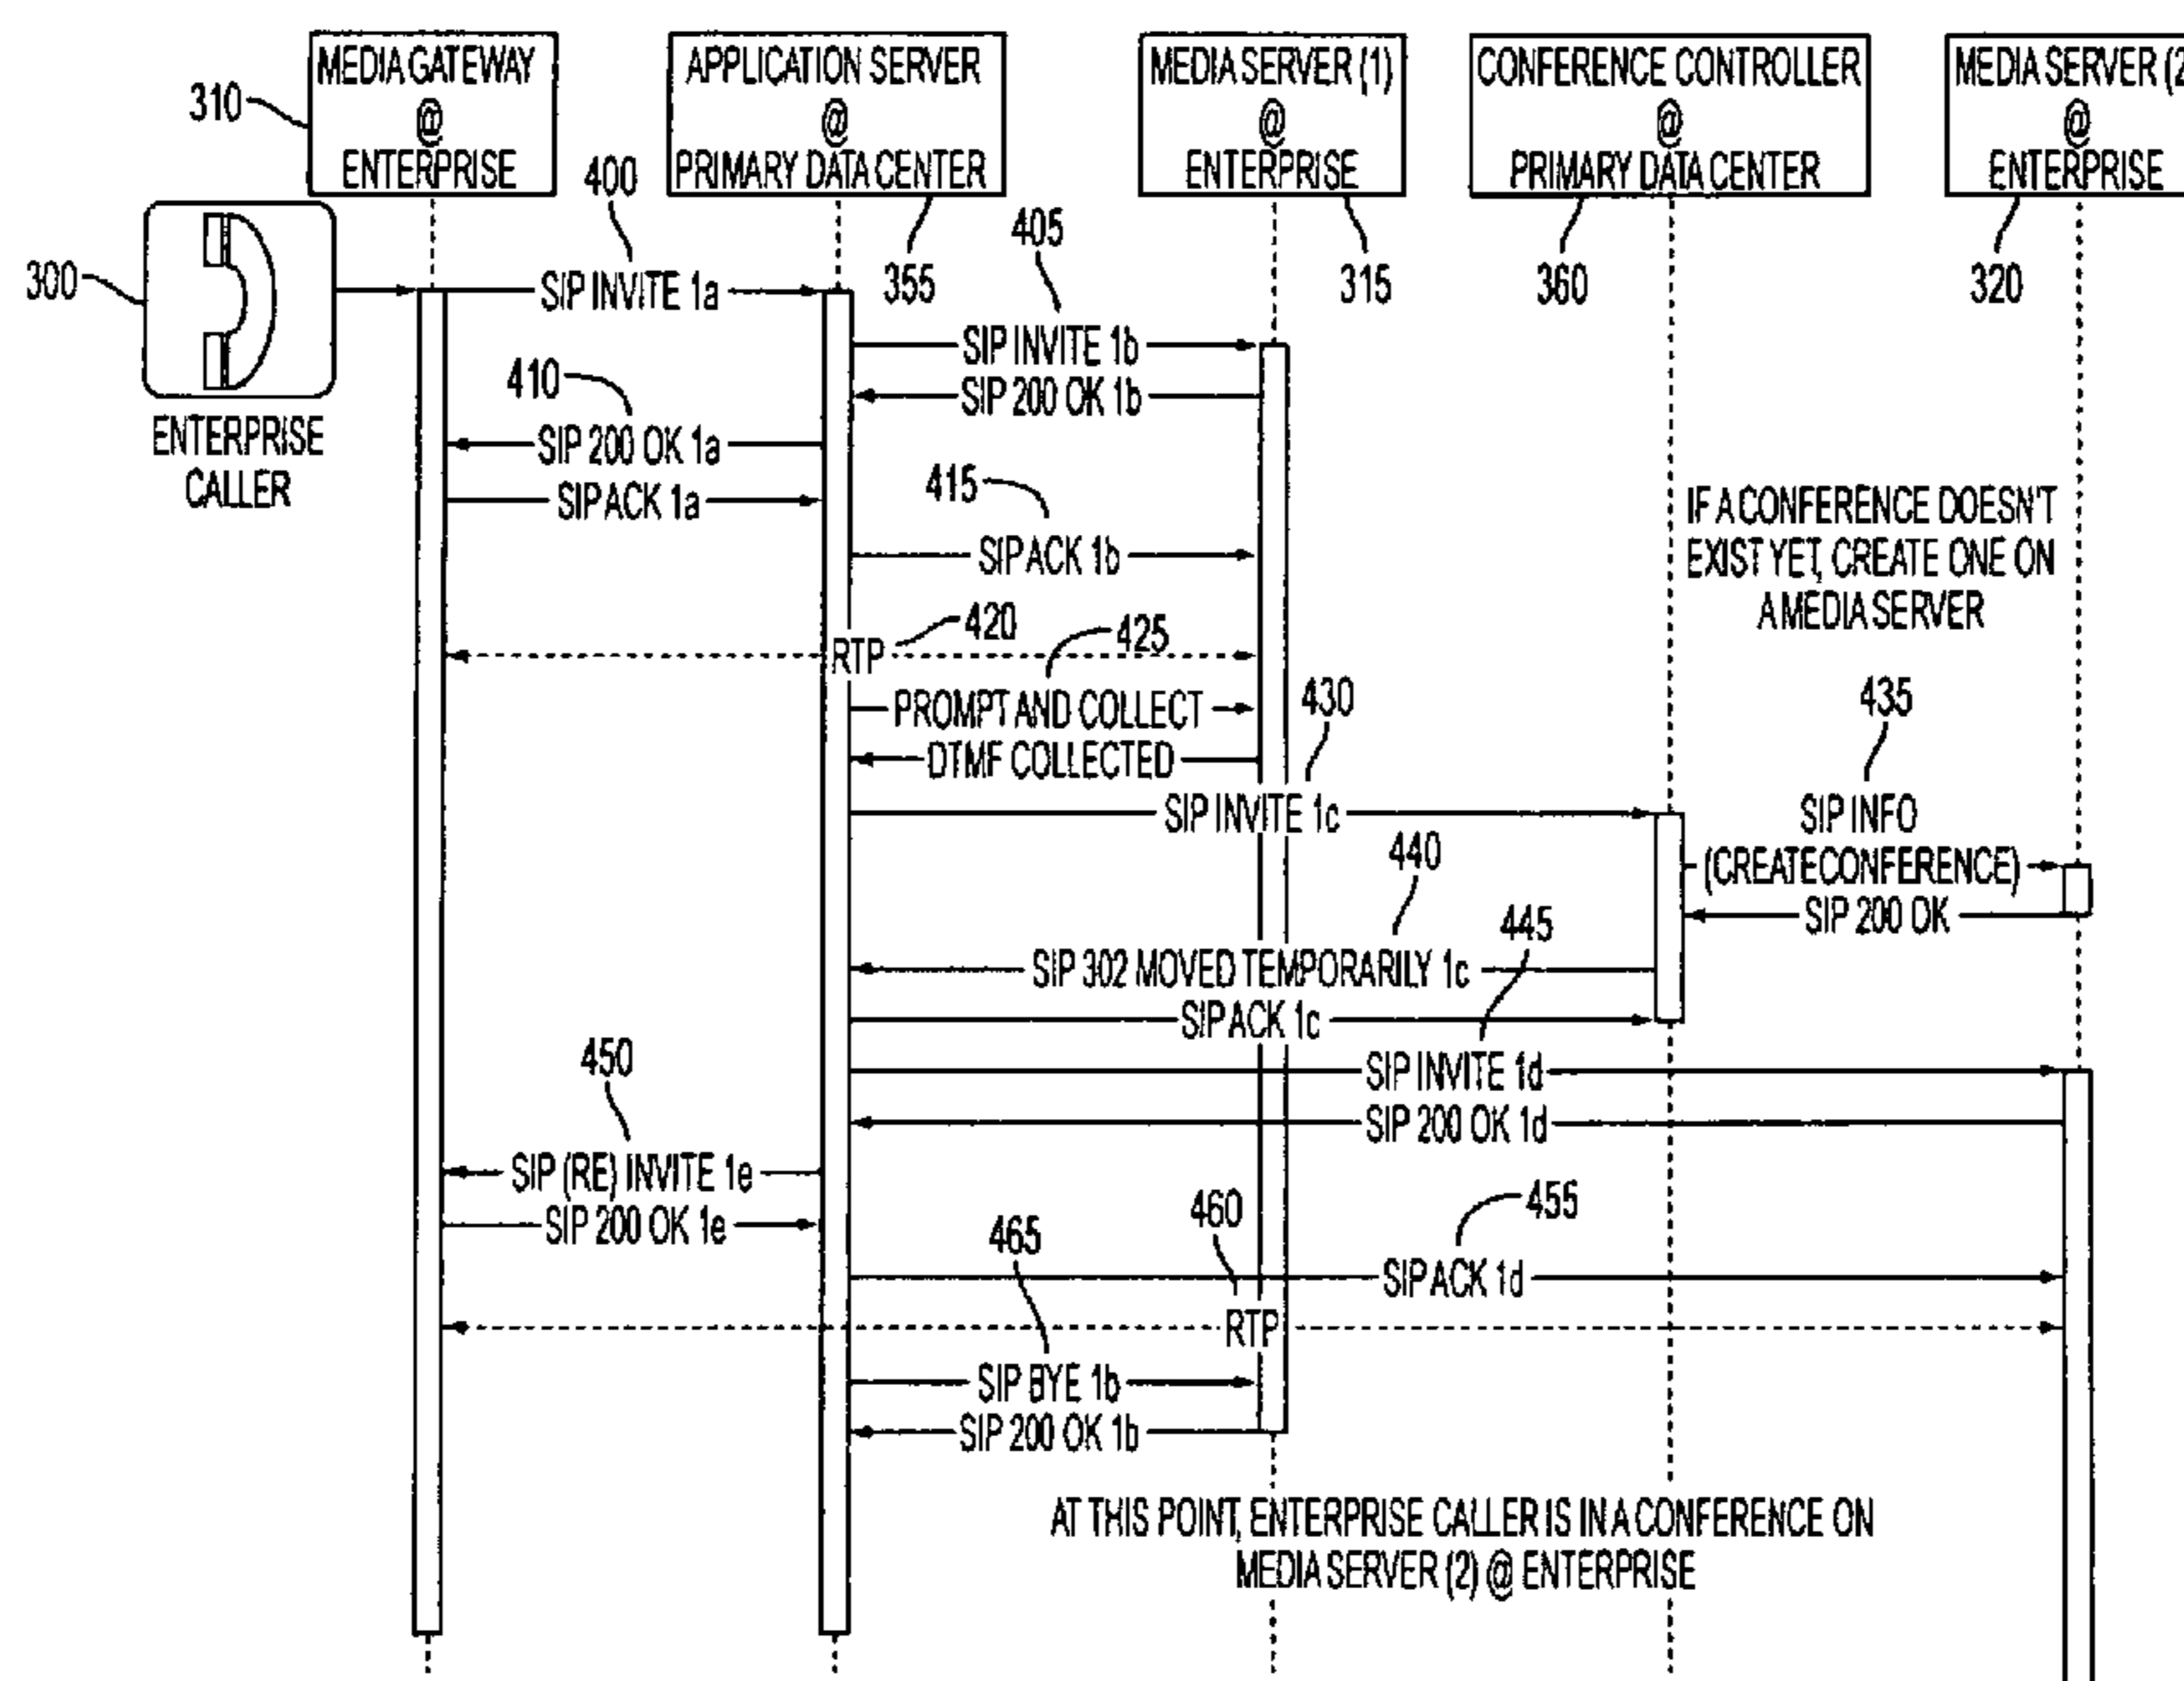 MEDIA GATEWAY
@
ENTERPRISE
310
APPLICATION SERVER
@
PRIMARY DATA CENTER
355
MEDIA SERVER (1)
@
ENTERPRISE
315
CONFERENCE CONTROLLER
@
PRIMARY DATA CENTER
360
MEDIA SERVER (2
@
ENTERPRISE
320
300
ENTERPRISE
CALLER
400
SIP INVITE 1a
405
SIP INVITE 1b
SIP 200 OK 1b
410
SIP 200 OK 1a
SIP ACK 1a
415
SIP ACK 1b
IF A CONFERENCE DOESN'T
EXIST YET, CREATE ONE ON
A MEDIA SERVER
RTP
420
425
PROMPT AND COLLECT
DTMF COLLECTED
430
SIP INVITE 1c
435
SIP INFO
(CREATECONFERENCE)
SIP 200 OK
440
SIP 302 MOVED TEMPORARILY 1c
SIP ACK 1c
445
SIP INVITE 1d
SIP 200 OK 1d
450
SIP (RE) INVITE 1e
SIP 200 OK 1e
455
SIP ACK 1d
460
RTP
465
SIP BYE 1b
SIP 200 OK 1b
AT THIS POINT, ENTERPRISE CALLER IS IN A CONFERENCE ON
MEDIA SERVER (2) @ ENTERPRISE